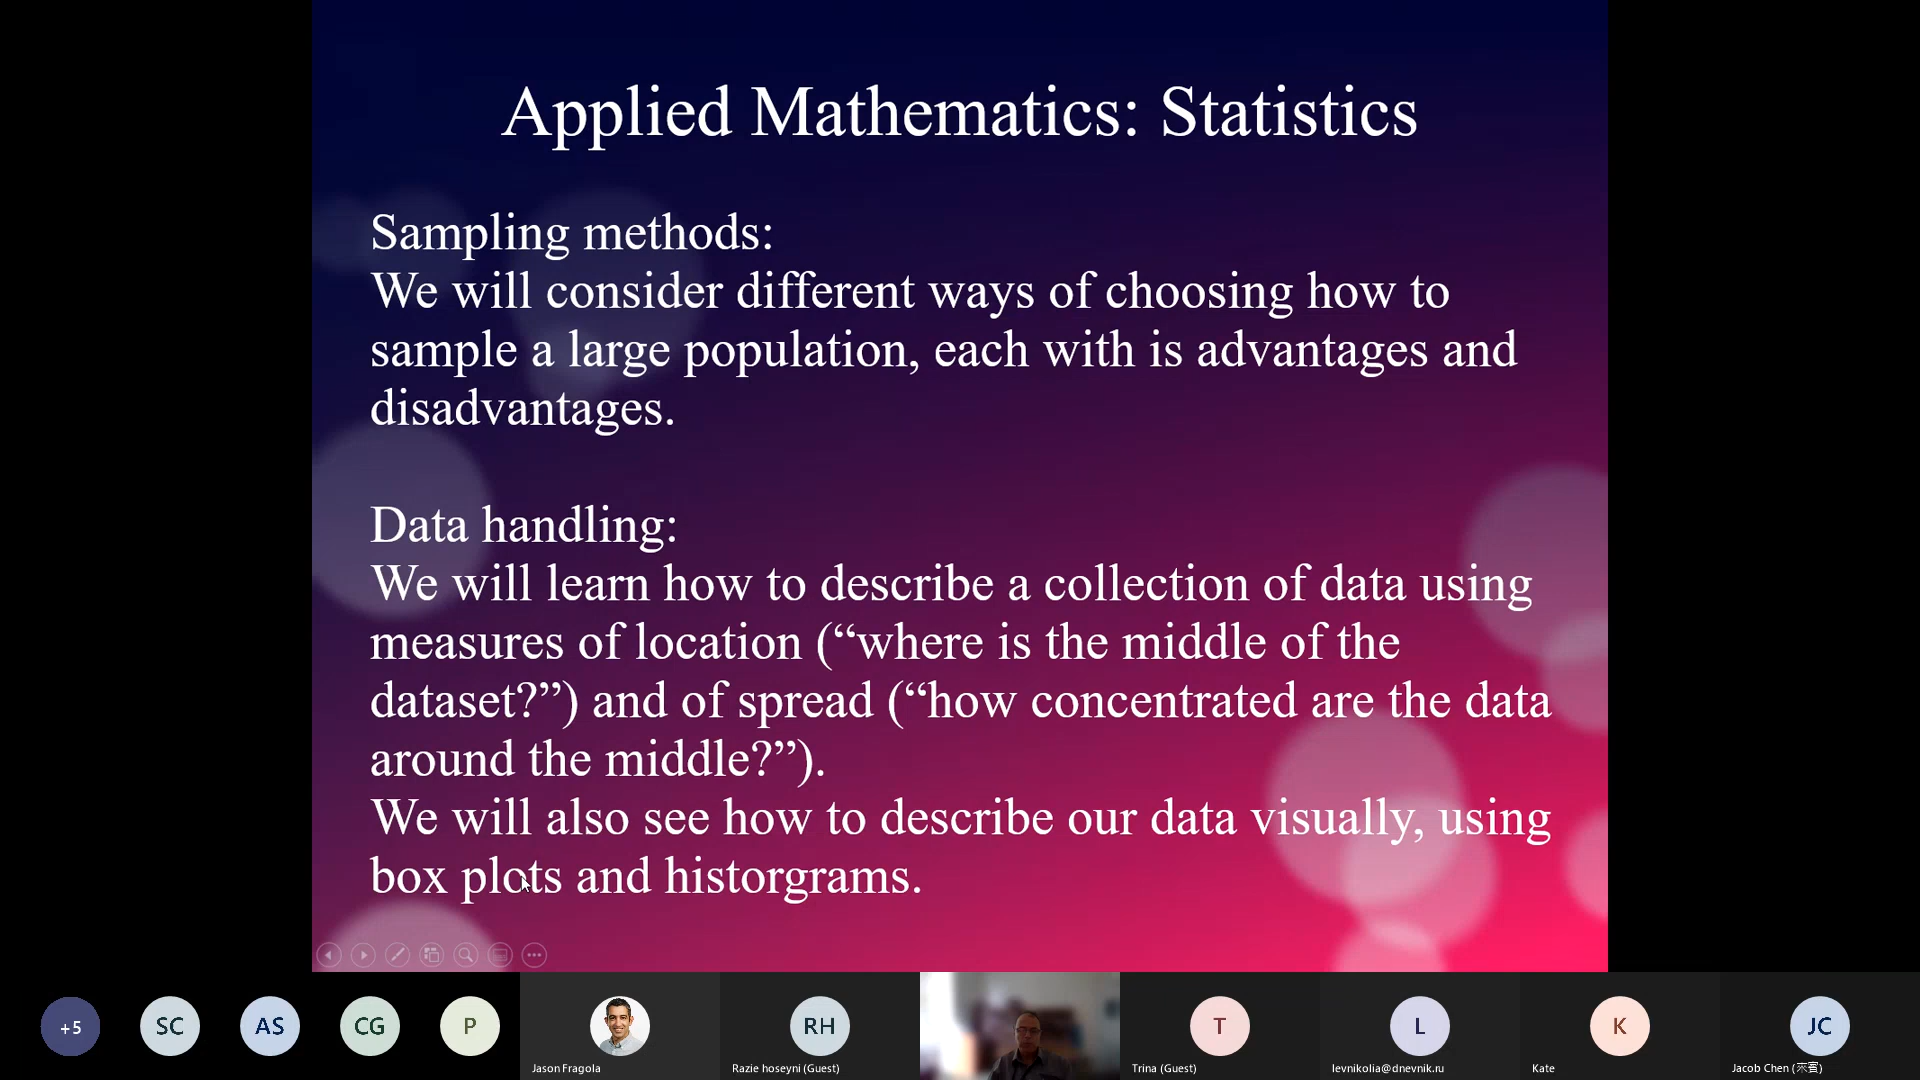 Applied Mathematics: Statistics
Sampling methods:
We will consider different ways of choosing how to
sample a large population, each with is advantages and
disadvantages.
Data handling:
We will learn how to describe a collection of data using
measures of location (“where is the middle of the
dataset?”) and of spread (“how concentrated are the data
around the middle?”).
We will also see how to describe our data visually, using
box plots and historgrams.
+5
SC
AS
CG
P
Jason Fragola
RH
Razie hoseyni (Guest)
T
Trina (Guest)
L
levnikolia@dnevnik.ru
K
Kate
JC
Jacob Chen (来宾)